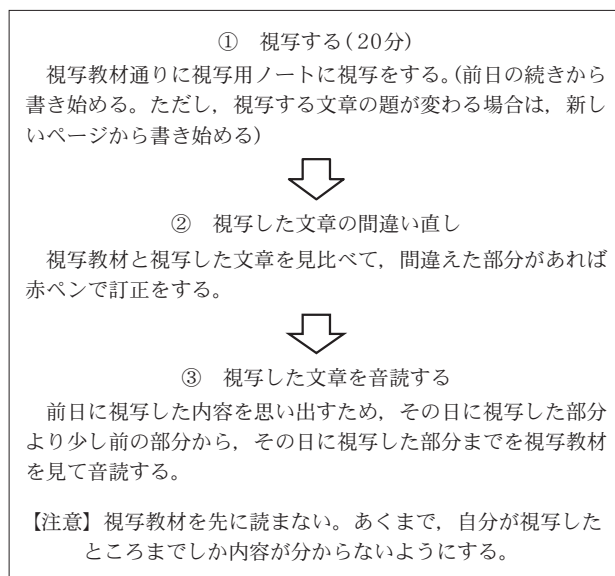 ① 視写する(20分)
視写教材通りに視写用ノートに視写をする。(前日の続きから
書き始める。ただし，視写する文章の題が変わる場合は，新し
いページから書き始める)
② 視写した文章の間違い直し
視写教材と視写した文章を見比べて，間違えた部分があれば
赤ペンで訂正をする。
③ 視写した文章を音読する
前日に視写した内容を思い出すため，その日に視写した部分
より少し前の部分から，その日に視写した部分までを視写教材
を見て音読する。
【注意】視写教材を先に読まない。あくまで，自分が視写した
ところまでしか内容が分からないようにする。